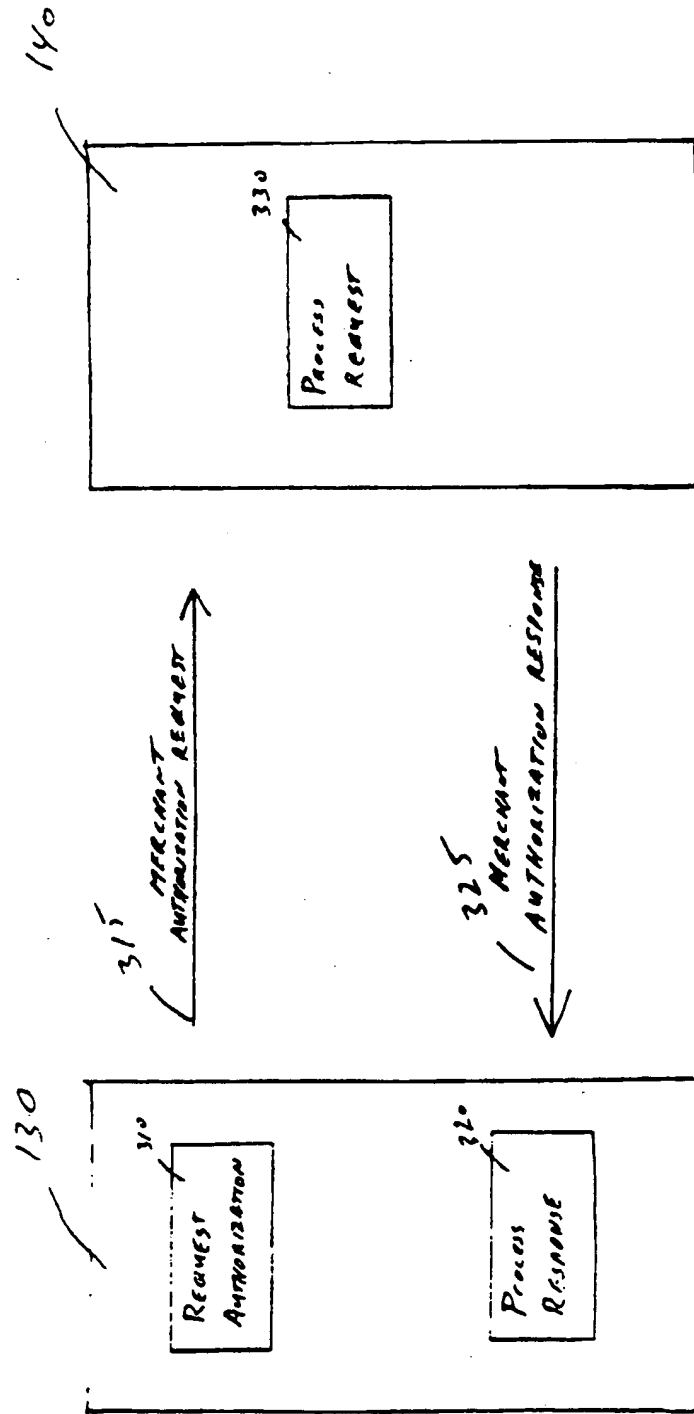 130
310
REQUEST
AUTHORIZATION
320
PROCESS
RESPONSE
315
MERCHANT
AUTHORIZATION REQUEST
325
MERCHANT
AUTHORIZATION RESPONSE
140
330
PROCESS
REQUEST